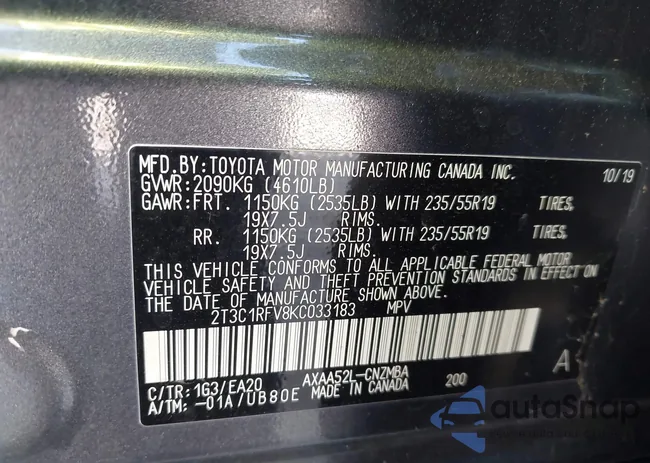 MFD.BY:TOYOTA MOTOR MANUFACTURING CANADA INC. 10/19
GVWR:2090KG (4610LB)
GAWR:FRT. 1150KG (2535LB) WITH 235/55R19 TIRES,
19X7.5J RIMS.
RR. 1150KG (2535LB) WITH 235/55R19 TIRES,
19X7.5J RIMS.
THIS VEHICLE CONFORMS TO ALL APPLICABLE FEDERAL MOTOR
VEHICLE SAFETY AND THEFT PREVENTION STANDARDS IN EFFECT ON
THE DATE OF MANUFACTURE SHOWN ABOVE.
2T3C1RFV8KC033183 MPV
A
C/TR:1G3/EA20 AXAA52L-CNZMBA 200
A/TM:-01A/UB80E MADE IN CANADA
autoSnap